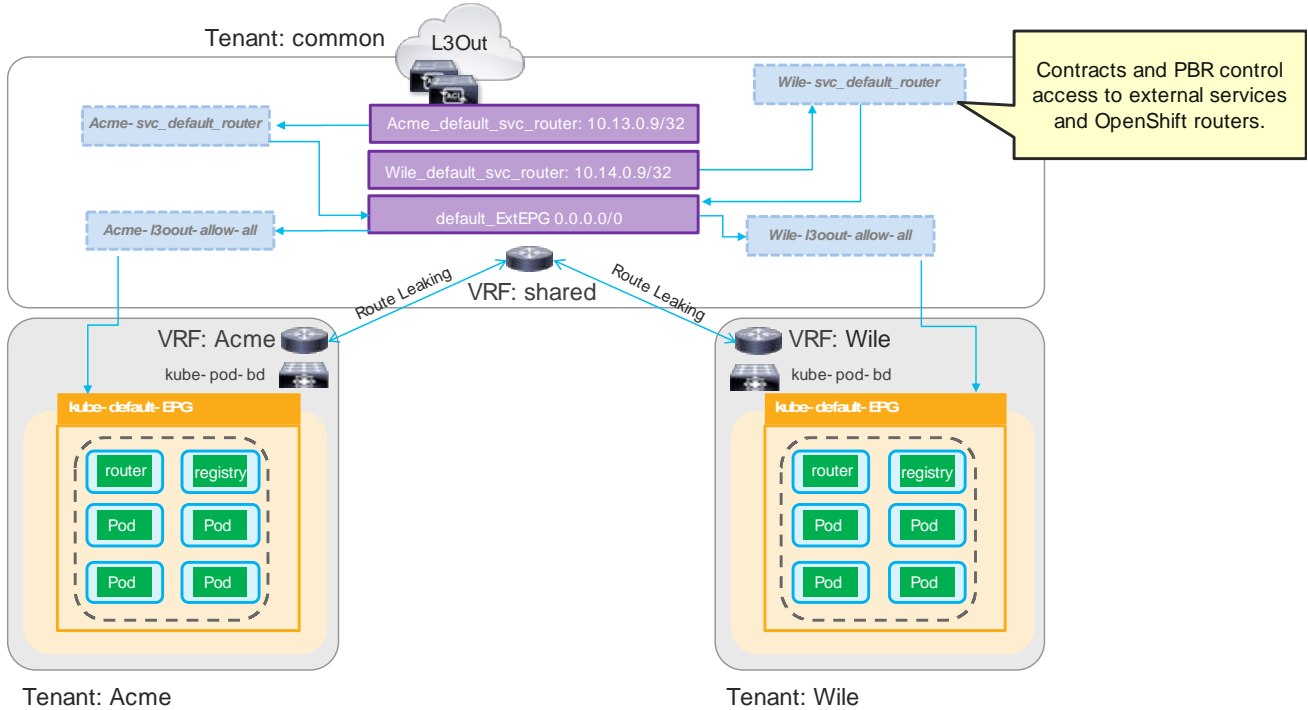 Tenant: common
L3Out
ACI
Wile- svc_default_router
Contracts and PBR control
access to external services
and OpenShift routers.
Acme- svc_default_router
Acme_default_svc_router: 10.13.0.9/32
Wile_default_svc_router: 10.14.0.9/32
default_ExtEPG 0.0.0.0/0
Acme- l3oout- allow- all
Wile- l3oout- allow- all
Route Leaking
VRF: shared
Route Leaking
VRF: Acme
kube- pod- bd
kube- default- EPG
router
registry
Pod
Pod
Pod
Pod
Tenant: Acme
VRF: Wile
kube- pod- bd
kube- default- EPG
router
registry
Pod
Pod
Pod
Pod
Tenant: Wile